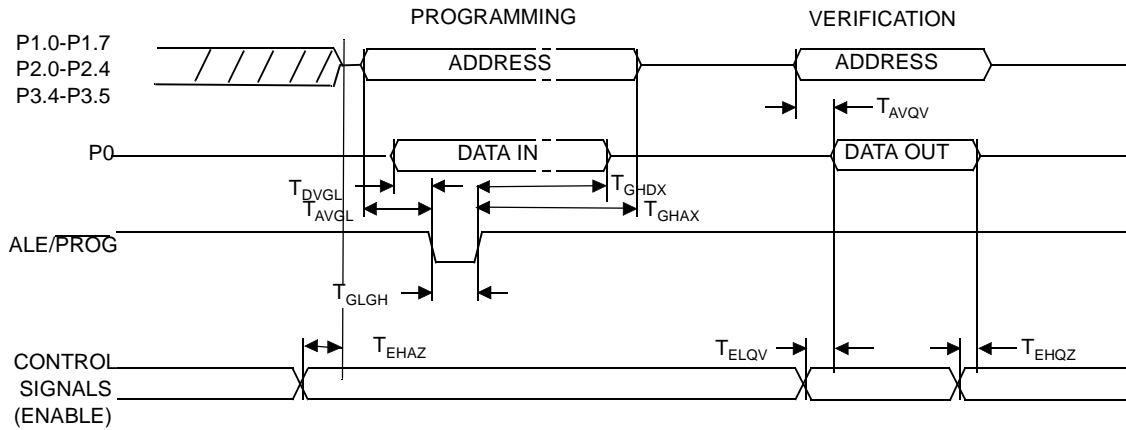 PROGRAMMING
VERIFICATION
P1.0-P1.7
P2.0-P2.4
P3.4-P3.5
ADDRESS
ADDRESS
TAVQV
P0
DATA IN
DATA OUT
TDVGL
TGHDX
TAVGL
TGHAX
ALE/PROG
TGLGH
TEHAZ
TELQV
TEHQZ
CONTROL
SIGNALS
(ENABLE)